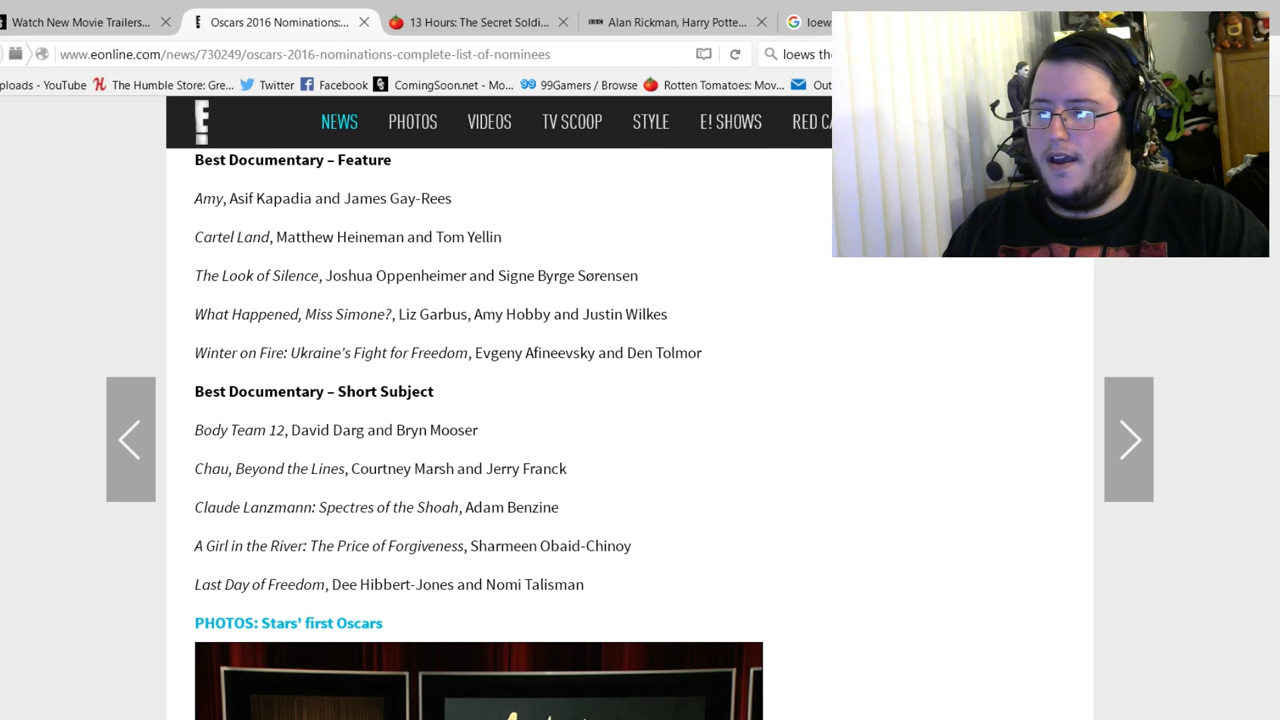 Watch New Movie Trailers...
Oscars 2016 Nominations:...
13 Hours: The Secret Soldi...
Alan Rickman, Harry Potte...
loews
www.eonline.com/news/730249/oscars-2016-nominations-complete-list-of-nominees
loews the
ploads - YouTube
The Humble Store: Gre...
Twitter
Facebook
ComingSoon.net - Mo...
99Gamers / Browse
Rotten Tomatoes: Mov...
Out
E!
NEWS
PHOTOS
VIDEOS
TV SCOOP
STYLE
E! SHOWS
RED CA
Best Documentary – Feature
Amy, Asif Kapadia and James Gay-Rees
Cartel Land, Matthew Heineman and Tom Yellin
The Look of Silence, Joshua Oppenheimer and Signe Byrge Sørensen
What Happened, Miss Simone?, Liz Garbus, Amy Hobby and Justin Wilkes
Winter on Fire: Ukraine's Fight for Freedom, Evgeny Afineevsky and Den Tolmor
Best Documentary – Short Subject
Body Team 12, David Darg and Bryn Mooser
Chau, Beyond the Lines, Courtney Marsh and Jerry Franck
Claude Lanzmann: Spectres of the Shoah, Adam Benzine
A Girl in the River: The Price of Forgiveness, Sharmeen Obaid-Chinoy
Last Day of Freedom, Dee Hibbert-Jones and Nomi Talisman
PHOTOS: Stars' first Oscars